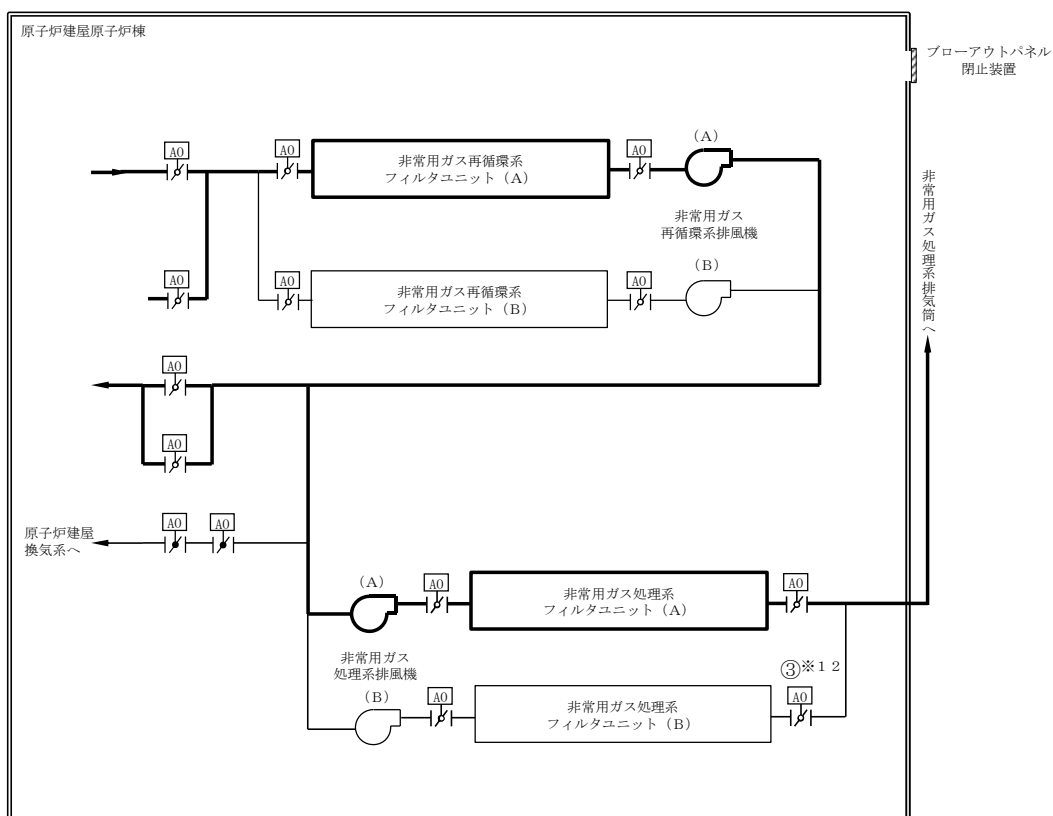 原子炉建屋原子炉棟
ブローアウトパネル
閉止装置
AO
AO
AO
(A)
非常用ガス再循環系
フィルタユニット(A)
非常用ガス
再循環系排風機
非常用ガス処理系排気筒へ
AO
AO
AO
(B)
非常用ガス再循環系
フィルタユニット(B)
AO
AO
AO
AO
原子炉建屋
換気系へ
(A)
AO
AO
非常用ガス処理系
フィルタユニット(A)
非常用ガス
処理系排風機
③※12
(B)
AO
AO
非常用ガス処理系
フィルタユニット(B)